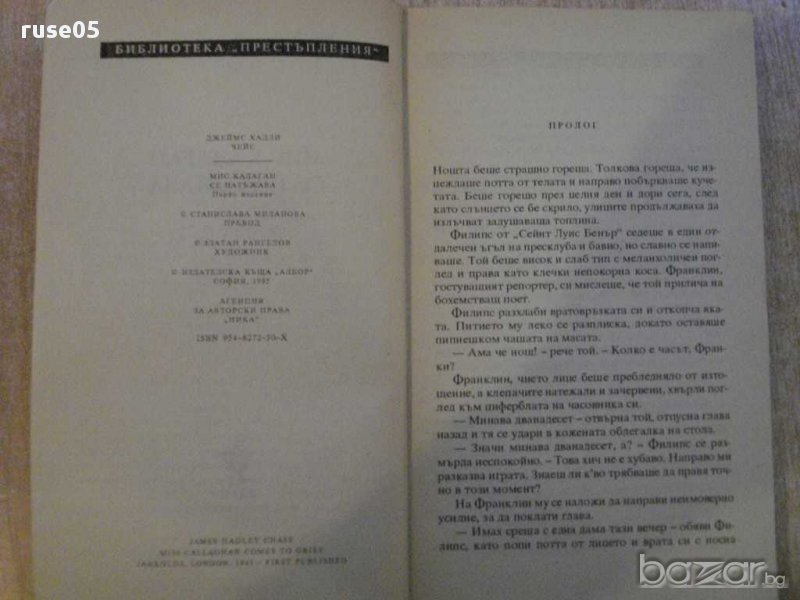 ruse05
БИБЛИОТЕКА „ПРЕСТЪПЛЕНИЯ“
ДЖЕЙМС ХАДЛИ
ЧЕЙС
МИС КАЛАГАН
СЕ НАТЪЖАВА
Първо издание
© СТАНИСЛАВА МИЛАНОВА
ПРЕВОД
© ЗЛАТАН РАНГЕЛОВ
ХУДОЖНИК
© ИЗДАТЕЛСКА КЪЩА „АЛБОР“
СОФИЯ, 1992
АГЕНЦИЯ
ЗА АВТОРСКИ ПРАВА
„НИКА“
ISBN 954-8272-30-X
JAMES HADLEY CHASE
MISS CALLAGHAN COMES TO GRIEF
JARROLDS, LONDON, 1941 – FIRST PUBLISHED
ПРОЛОГ
Нощта беше страшно гореща. Толкова гореща, че из-
цеждаше потта от телата и направо побъркваше куче-
тата. Беше горещо през целия ден и дори сега, след
като слънцето се бе скрило, улиците продължаваха да
излъчват задушаваща топлина.
Филипс от „Сейнт Луис Бенър“ седеше в един от-
далечен ъгъл на пресклуба и бавно, но славно се напи-
ваше. Той беше висок и слаб тип с меланхоличен пог-
лед и права като клечки непокорна коса. Франклин,
гостуващият репортер, си мислеше, че той прилича на
бохемстващ поет.
Филипс разхлаби вратовръзката си и откопча яка-
та. Питието му леко се разплиска, докато оставяше
чашата на масата.
— Ама че нощ! – рече той. – Колко е часът, Фран-
ки?
Франклин, чието лице беше пребледняло от изто-
щение, а клепачите натежали и зачервени, хвърли пог-
лед към циферблата на часовника си.
— Минава дванадесет – отвърна той, отпусна глава
назад и тя се удари в кожената облегалка на стола.
— Значи минава дванадесет, а? – Филипс се раз-
мърда неспокойно. – Това хич не е хубаво. Направо ми
разказва играта. Знаеш ли к'во трябваше да правя точ-
но в този момент?
На Франклин му се наложи да направи неимоверно
усилие, за да поклати глава.
— Имах среща с една дама тази вечер – обяви Фи-
липс, като попи потта от лицето и врата си с носна
bazar.bg